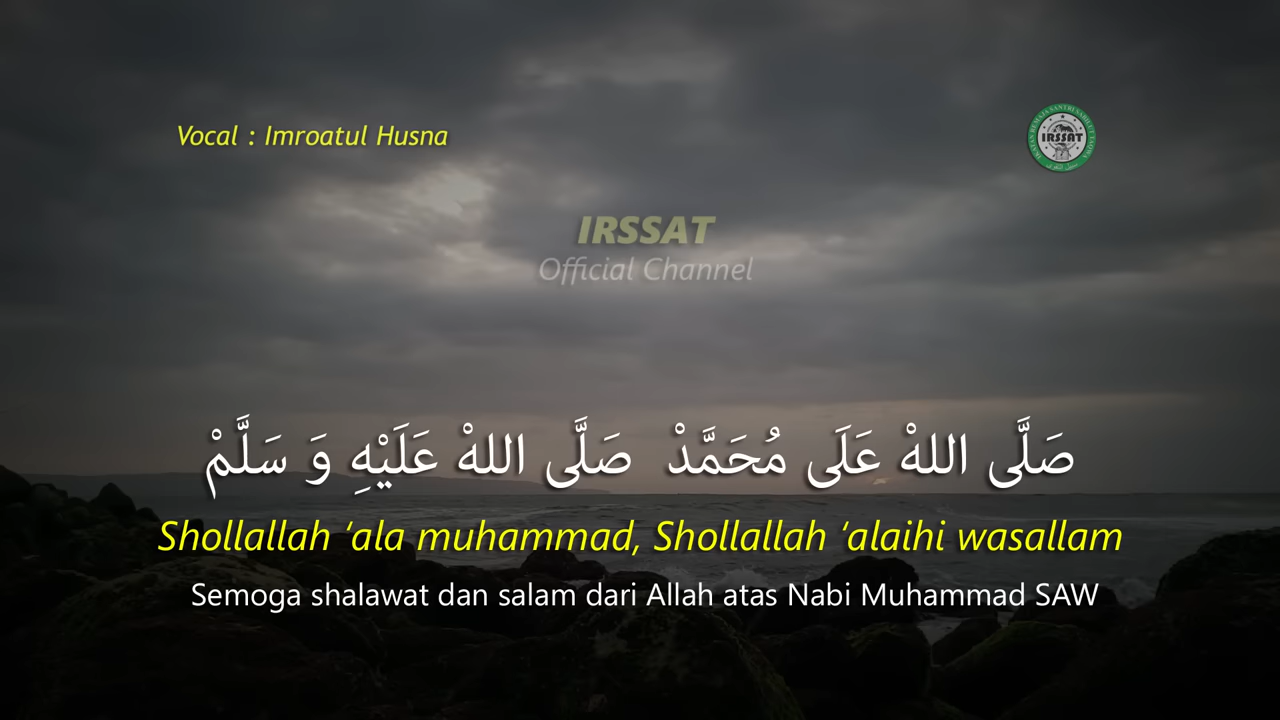 Vocal : Imroatul Husna
IRSSAT
IRSSAT
Official Channel
صَلَّى اللهْ عَلَى مُحَمَّدْ صَلَّى اللهْ عَلَيْهِ وَ سَلَّمْ
Shollallah ‘ala muhammad, Shollallah ‘alaihi wasallam
Semoga shalawat dan salam dari Allah atas Nabi Muhammad SAW